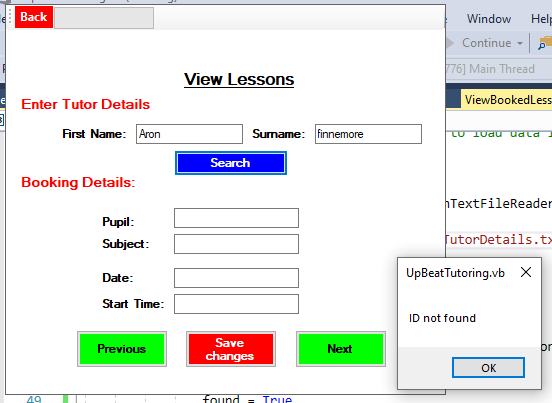 Back
Window
Continue
776] Main Thread
View Lessons
ViewBookedLess
Enter Tutor Details
to load data i
First Name: Aron Surname: finnemore
Search
Booking Details:
nTextFileReader
Pupil:
TutorDetails.tx
Subject:
Date:
Start Time:
Previous
Save changes
Next
UpBeatTutoring.vb
ID not found
OK
49 found = True